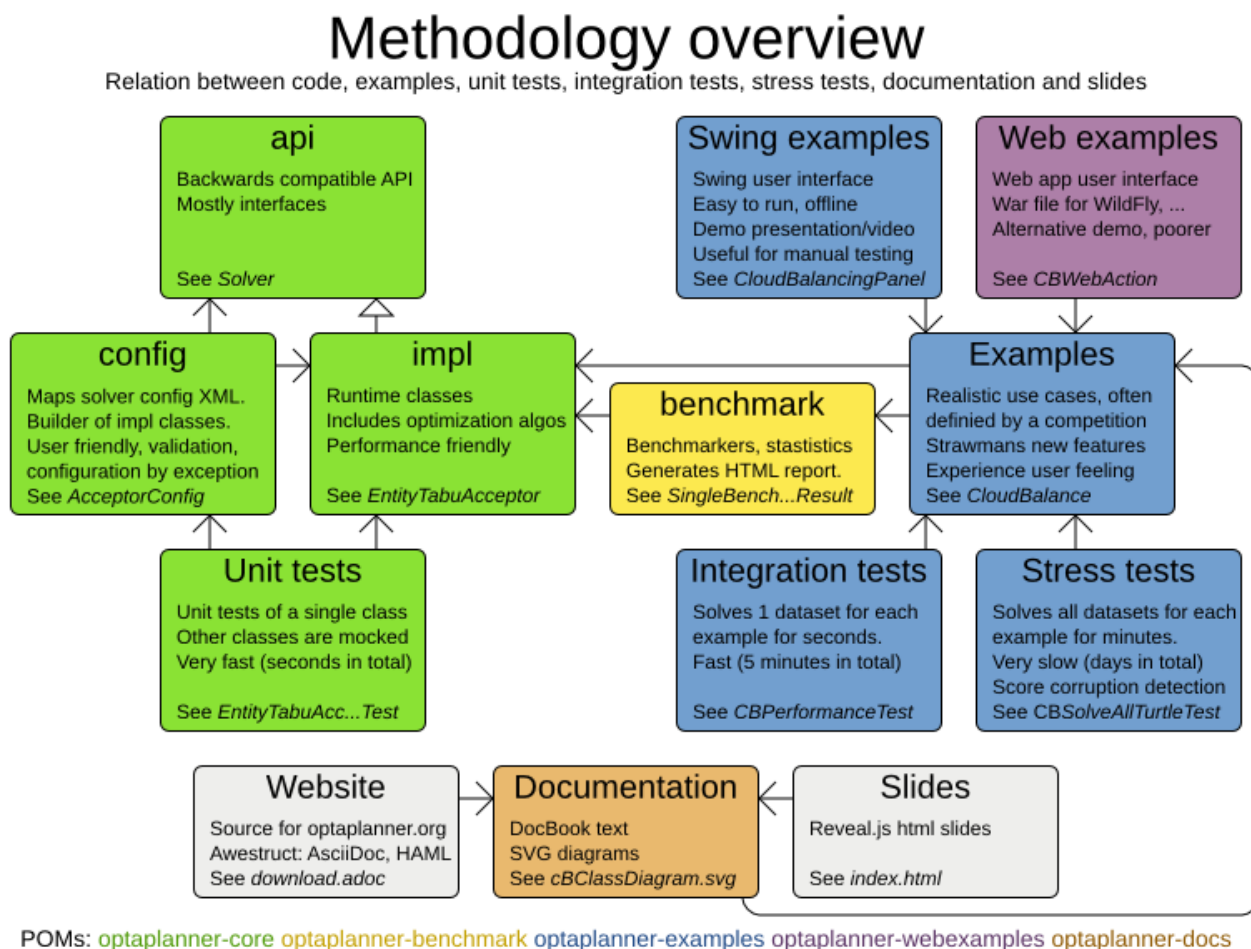 Methodology overview
Relation between code, examples, unit tests, integration tests, stress tests, documentation and slides
api
Backwards compatible API
Mostly interfaces
See Solver
Swing examples
Swing user interface
Easy to run, offline
Demo presentation/video
Useful for manual testing
See CloudBalancingPanel
Web examples
Web app user interface
War file for WildFly, ...
Alternative demo, poorer
See CBWebAction
config
Maps solver config XML.
Builder of impl classes.
User friendly, validation,
configuration by exception
See AcceptorConfig
impl
Runtime classes
Includes optimization algos
Performance friendly
See EntityTabuAcceptor
benchmark
Benchmarkers, stastistics
Generates HTML report.
See SingleBench...Result
Examples
Realistic use cases, often
definied by a competition
Strawmans new features
Experience user feeling
See CloudBalance
Unit tests
Unit tests of a single class
Other classes are mocked
Very fast (seconds in total)
See EntityTabuAcc...Test
Integration tests
Solves 1 dataset for each
example for seconds.
Fast (5 minutes in total)
See CBPerformanceTest
Stress tests
Solves all datasets for each
example for minutes.
Very slow (days in total)
Score corruption detection
See CBSolveAllTurtleTest
Website
Source for optaplanner.org
Awestruct: AsciiDoc, HAML
See download.adoc
Documentation
DocBook text
SVG diagrams
See cBClassDiagram.svg
Slides
Reveal.js html slides
See index.html
POMs: optaplanner-core optaplanner-benchmark optaplanner-examples optaplanner-webexamples optaplanner-docs